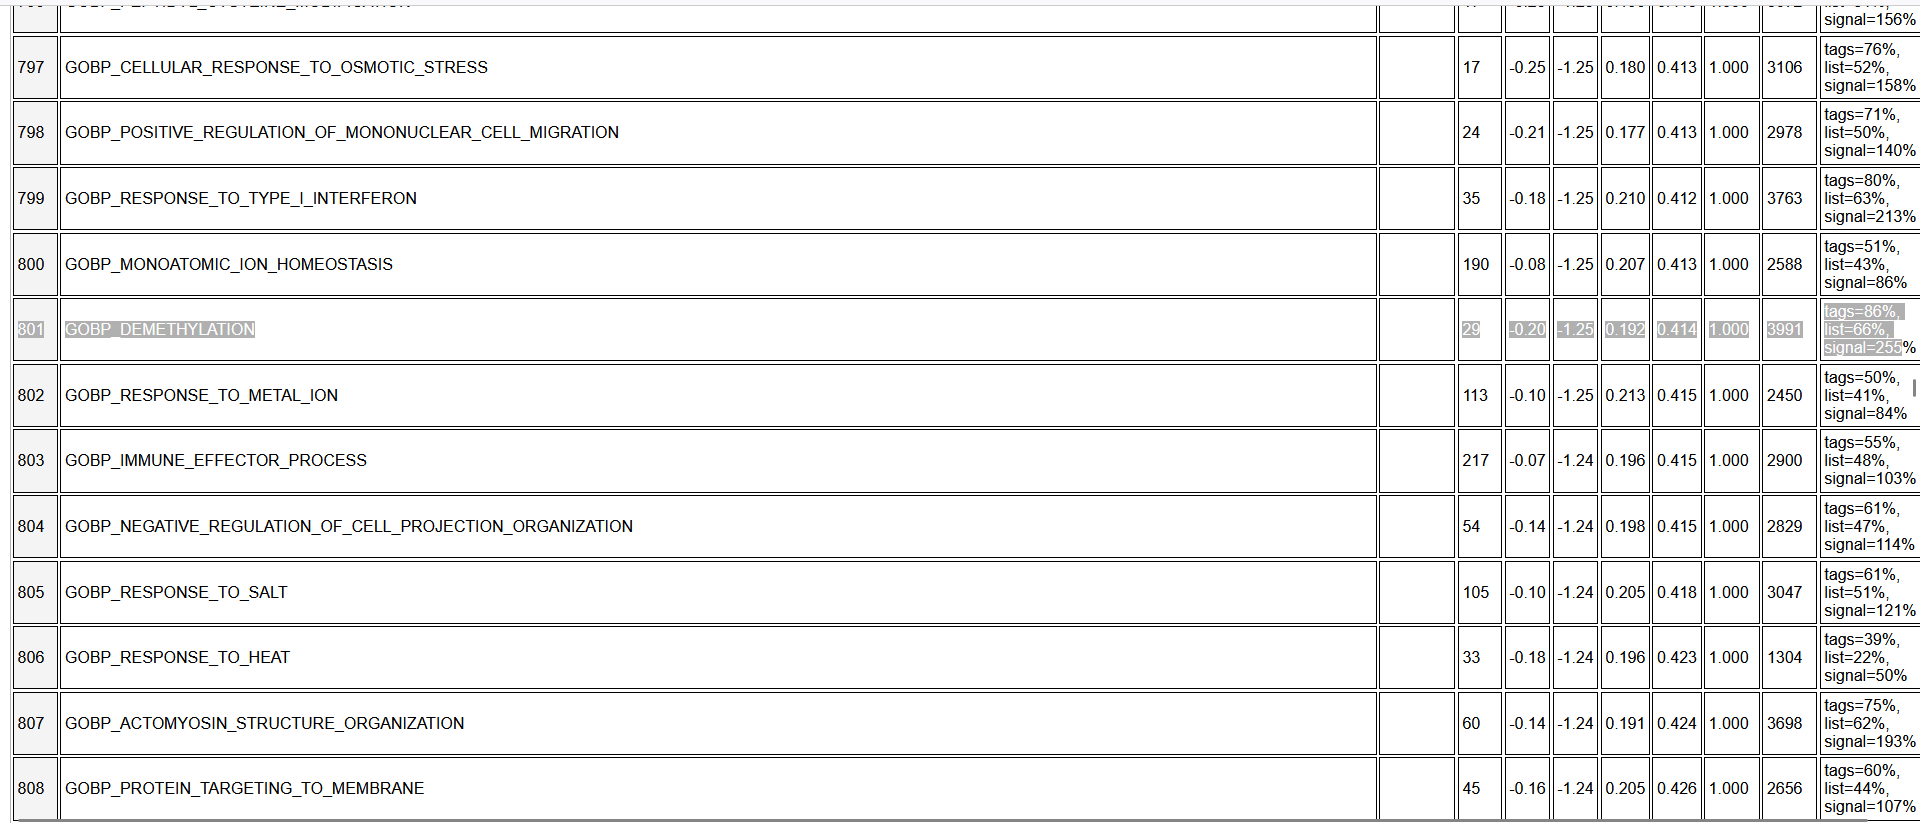 signal=156%
797 GOBP_CELLULAR_RESPONSE_TO_OSMOTIC_STRESS 17 -0.25 -1.25 0.180 0.413 1.000 3106 tags=76%,
list=52%,
signal=158%
798 GOBP_POSITIVE_REGULATION_OF_MONONUCLEAR_CELL_MIGRATION 24 -0.21 -1.25 0.177 0.413 1.000 2978 tags=71%,
list=50%,
signal=140%
799 GOBP_RESPONSE_TO_TYPE_I_INTERFERON 35 -0.18 -1.25 0.210 0.412 1.000 3763 tags=80%,
list=63%,
signal=213%
800 GOBP_MONOATOMIC_ION_HOMEOSTASIS 190 -0.08 -1.25 0.207 0.413 1.000 2588 tags=51%,
list=43%,
signal=86%
801 GOBP_DEMETHYLATION 29 -0.20 -1.25 0.192 0.414 1.000 3991 tags=86%,
list=66%,
signal=255%
802 GOBP_RESPONSE_TO_METAL_ION 113 -0.10 -1.25 0.213 0.415 1.000 2450 tags=50%,
list=41%,
signal=84%
803 GOBP_IMMUNE_EFFECTOR_PROCESS 217 -0.07 -1.24 0.196 0.415 1.000 2900 tags=55%,
list=48%,
signal=103%
804 GOBP_NEGATIVE_REGULATION_OF_CELL_PROJECTION_ORGANIZATION 54 -0.14 -1.24 0.198 0.415 1.000 2829 tags=61%,
list=47%,
signal=114%
805 GOBP_RESPONSE_TO_SALT 105 -0.10 -1.24 0.205 0.418 1.000 3047 tags=61%,
list=51%,
signal=121%
806 GOBP_RESPONSE_TO_HEAT 33 -0.18 -1.24 0.196 0.423 1.000 1304 tags=39%,
list=22%,
signal=50%
807 GOBP_ACTOMYOSIN_STRUCTURE_ORGANIZATION 60 -0.14 -1.24 0.191 0.424 1.000 3698 tags=75%,
list=62%,
signal=193%
808 GOBP_PROTEIN_TARGETING_TO_MEMBRANE 45 -0.16 -1.24 0.205 0.426 1.000 2656 tags=60%,
list=44%,
signal=107%